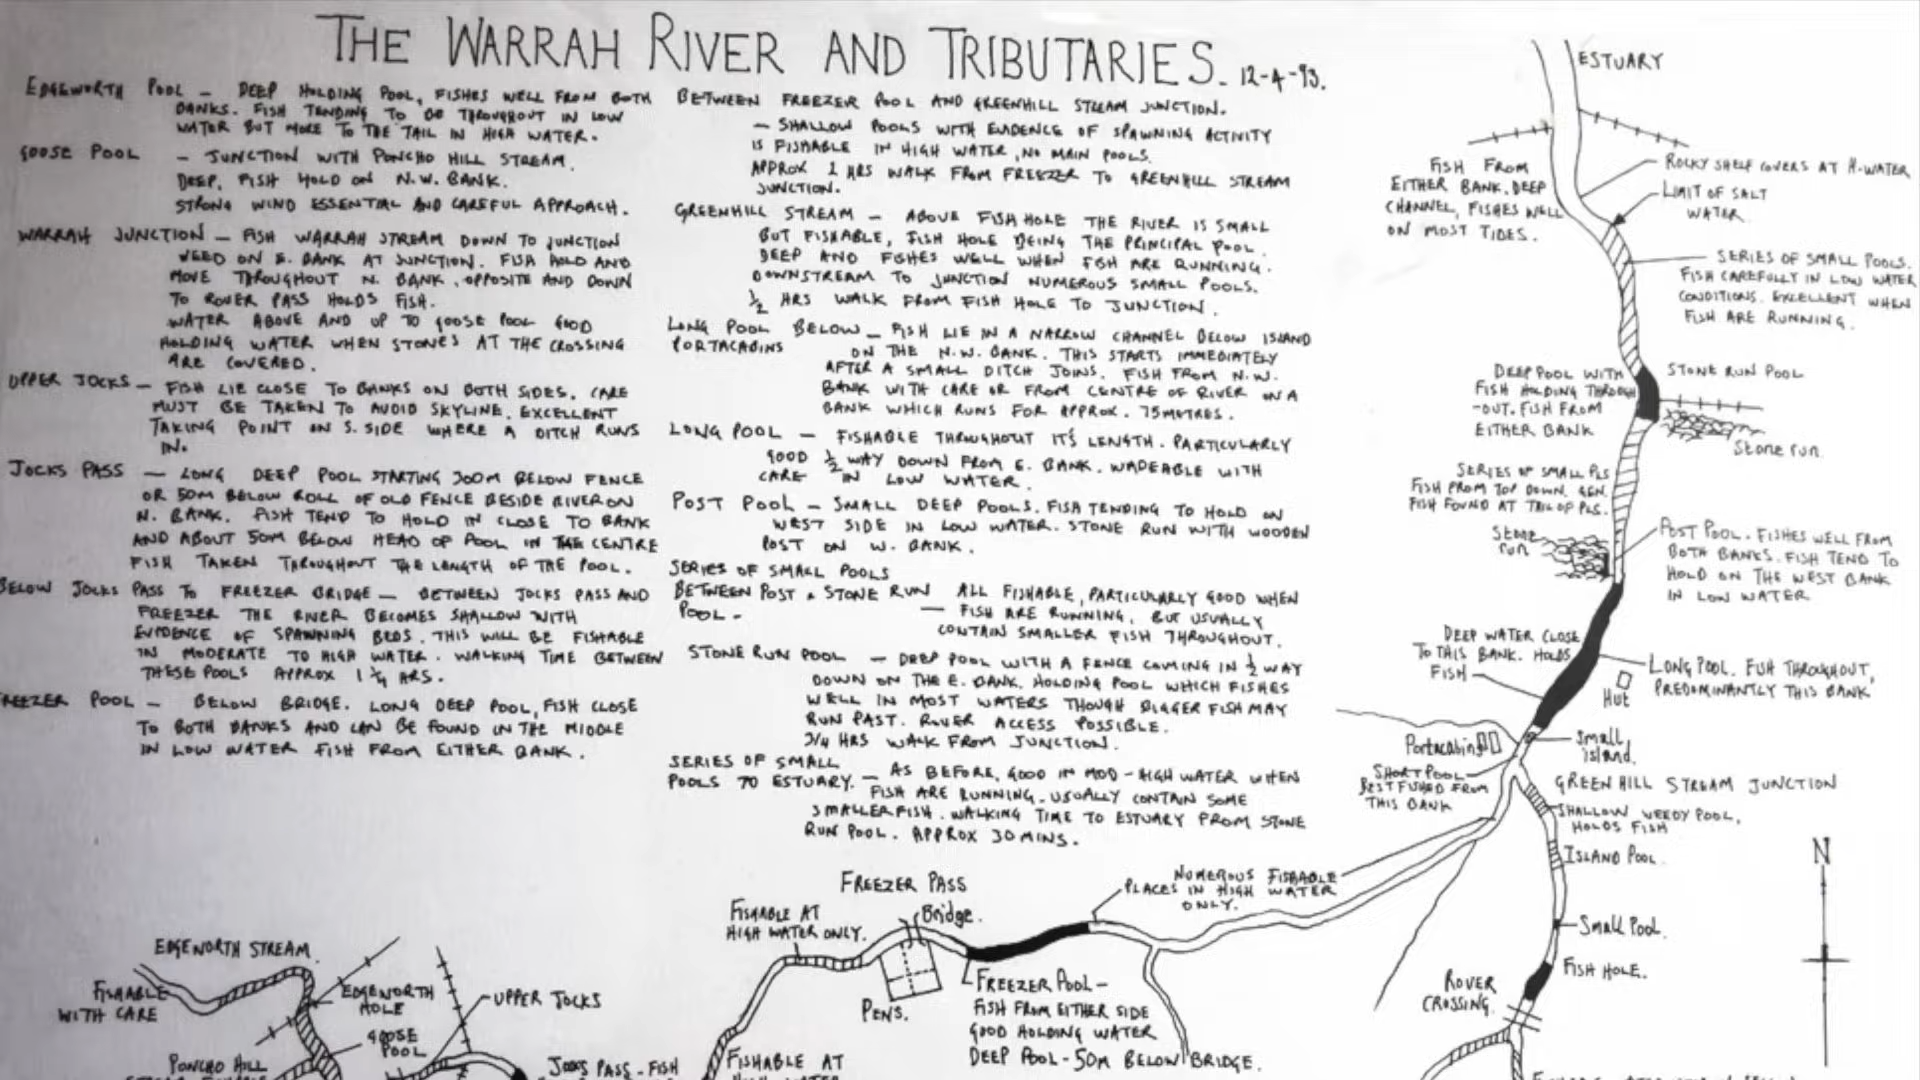 THE WARRAH RIVER AND TRIBUTARIES. 12-4-93.
EDGEWORTH POOL - DEEP HOLDING POOL, FISHES WELL FROM BOTH
BANKS. FISH TENDING TO BE THROUGHOUT IN LOW
WATER BUT MORE TO THE TAIL IN HIGH WATER.
GOOSE POOL - JUNCTION WITH PONCHO HILL STREAM.
DEEP, FISH HOLD ON N.W. BANK.
STRONG WIND ESSENTIAL AND CAREFUL APPROACH.
WARRAH JUNCTION - FISH WARRAH STREAM DOWN TO JUNCTION
WEED ON E. BANK AT JUNCTION. FISH HOLD AND
MOVE THROUGHOUT N. BANK. OPPOSITE AND DOWN
TO ROVER PASS HOLDS FISH.
WATER ABOVE AND UP TO GOOSE POOL GOOD
HOLDING WATER WHEN STONES AT THE CROSSING
ARE COVERED.
UPPER JOCKS - FISH LIE CLOSE TO BANKS ON BOTH SIDES. CARE
MUST BE TAKEN TO AVOID SKYLINE. EXCELLENT
TAKING POINT ON S. SIDE WHERE A DITCH RUNS
IN.
JOCKS PASS - LONG DEEP POOL STARTING 300M BELOW FENCE
OR 50M BELOW ROLL OF OLD FENCE BESIDE RIVER ON
N. BANK. FISH TEND TO HOLD IN CLOSE TO BANK
AND ABOUT 50M BELOW HEAD OF POOL IN THE CENTRE
FISH TAKEN THROUGHOUT THE LENGTH OF THE POOL.
BELOW JOCKS PASS TO FREEZER BRIDGE - BETWEEN JOCKS PASS AND
FREEZER THE RIVER BECOMES SHALLOW WITH
EVIDENCE OF SPAWNING BEDS. THIS WILL BE FISHABLE
IN MODERATE TO HIGH WATER. WALKING TIME BETWEEN
THESE POOLS APPROX 1 1/4 HRS.
FREEZER POOL - BELOW BRIDGE. LONG DEEP POOL, FISH CLOSE
TO BOTH BANKS AND CAN BE FOUND IN THE MIDDLE
IN LOW WATER FISH FROM EITHER BANK.
BETWEEN FREEZER POOL AND GREENHILL STREAM JUNCTION.
- SHALLOW POOLS WITH EVIDENCE OF SPAWNING ACTIVITY
IS FISHABLE IN HIGH WATER, NO MAIN POOLS.
APPROX 2 HRS WALK FROM FREEZER TO GREENHILL STREAM
JUNCTION.
GREENHILL STREAM - ABOVE FISH HOLE THE RIVER IS SMALL
BUT FISHABLE, FISH HOLE BEING THE PRINCIPAL POOL.
DEEP AND FISHES WELL WHEN FISH ARE RUNNING.
DOWNSTREAM TO JUNCTION NUMEROUS SMALL POOLS.
1/2 HRS WALK FROM FISH HOLE TO JUNCTION.
LONG POOL BELOW - FISH LIE IN A NARROW CHANNEL BELOW ISLAND
PORTACABINS ON THE N.W. BANK. THIS STARTS IMMEDIATELY
AFTER A SMALL DITCH JOINS. FISH FROM N.W.
BANK WITH CARE OR FROM CENTRE OF RIVER ON A
BANK WHICH RUNS FOR APPROX. 75 METRES.
LONG POOL - FISHABLE THROUGHOUT IT'S LENGTH. PARTICULARLY
GOOD 1/2 WAY DOWN FROM E. BANK. WADEABLE WITH
CARE IN LOW WATER.
POST POOL - SMALL DEEP POOLS. FISH TENDING TO HOLD ON
WEST SIDE IN LOW WATER. STONE RUN WITH WOODEN
POST ON W. BANK.
SERIES OF SMALL POOLS
BETWEEN POST & STONE RUN ALL FISHABLE, PARTICULARLY GOOD WHEN
POOL - - FISH ARE RUNNING, BUT USUALLY
CONTAIN SMALLER FISH THROUGHOUT.
STONE RUN POOL - DEEP POOL WITH A FENCE COMING IN 1/2 WAY
DOWN ON THE E. BANK. HOLDING POOL WHICH FISHES
WELL IN MOST WATERS THOUGH BIGGER FISH MAY
RUN PAST. ROVER ACCESS POSSIBLE.
3/4 HRS WALK FROM JUNCTION.
SERIES OF SMALL
POOLS TO ESTUARY. - AS BEFORE, GOOD IN MOD-HIGH WATER WHEN
FISH ARE RUNNING. USUALLY CONTAIN SOME
SMALLER FISH. WALKING TIME TO ESTUARY FROM STONE
RUN POOL. APPROX 30 MINS.
ESTUARY
FISH FROM
EITHER BANK. DEEP
CHANNEL, FISHES WELL
ON MOST TIDES.
ROCKY SHELF COVERS AT H-WATER
LIMIT OF SALT
WATER.
SERIES OF SMALL POOLS.
FISH CAREFULLY IN LOW WATER
CONDITIONS. EXCELLENT WHEN
FISH ARE RUNNING.
DEEP POOL WITH
FISH HOLDING THROUGH
-OUT. FISH FROM
EITHER BANK
STONE RUN POOL
Stone run.
SERIES OF SMALL PLS
FISH FROM TOP DOWN. GEN.
FISH FOUND AT TAIL OF PLS.
Stone
run
POST POOL. FISHES WELL FROM
BOTH BANKS. FISH TEND TO
HOLD ON THE WEST BANK
IN LOW WATER
DEEP WATER CLOSE
TO THIS BANK. HOLDS
FISH
LONG POOL. FISH THROUGHOUT,
PREDOMINANTLY THIS BANK
Hut
Portacabins
Small
island.
SHORT POOL
BEST FISHED FROM
THIS BANK
GREEN HILL STREAM JUNCTION
SHALLOW WEEDY POOL.
HOLDS FISH
ISLAND POOL.
Small Pool.
FISH HOLE.
ROVER
CROSSING.
N
NUMEROUS FISHABLE
PLACES IN HIGH WATER
ONLY.
FREEZER PASS
Bridge.
FISHABLE AT
HIGH WATER ONLY.
PENS.
FREEZER POOL -
FISH FROM EITHER SIDE
GOOD HOLDING WATER
DEEP POOL - 50M BELOW BRIDGE.
EDGEWORTH STREAM.
FISHABLE
WITH CARE
EDGEWORTH
HOLE
GOOSE
POOL
UPPER JOCKS
PONCHO HILL
JOCKS PASS - FISH
FISHABLE AT